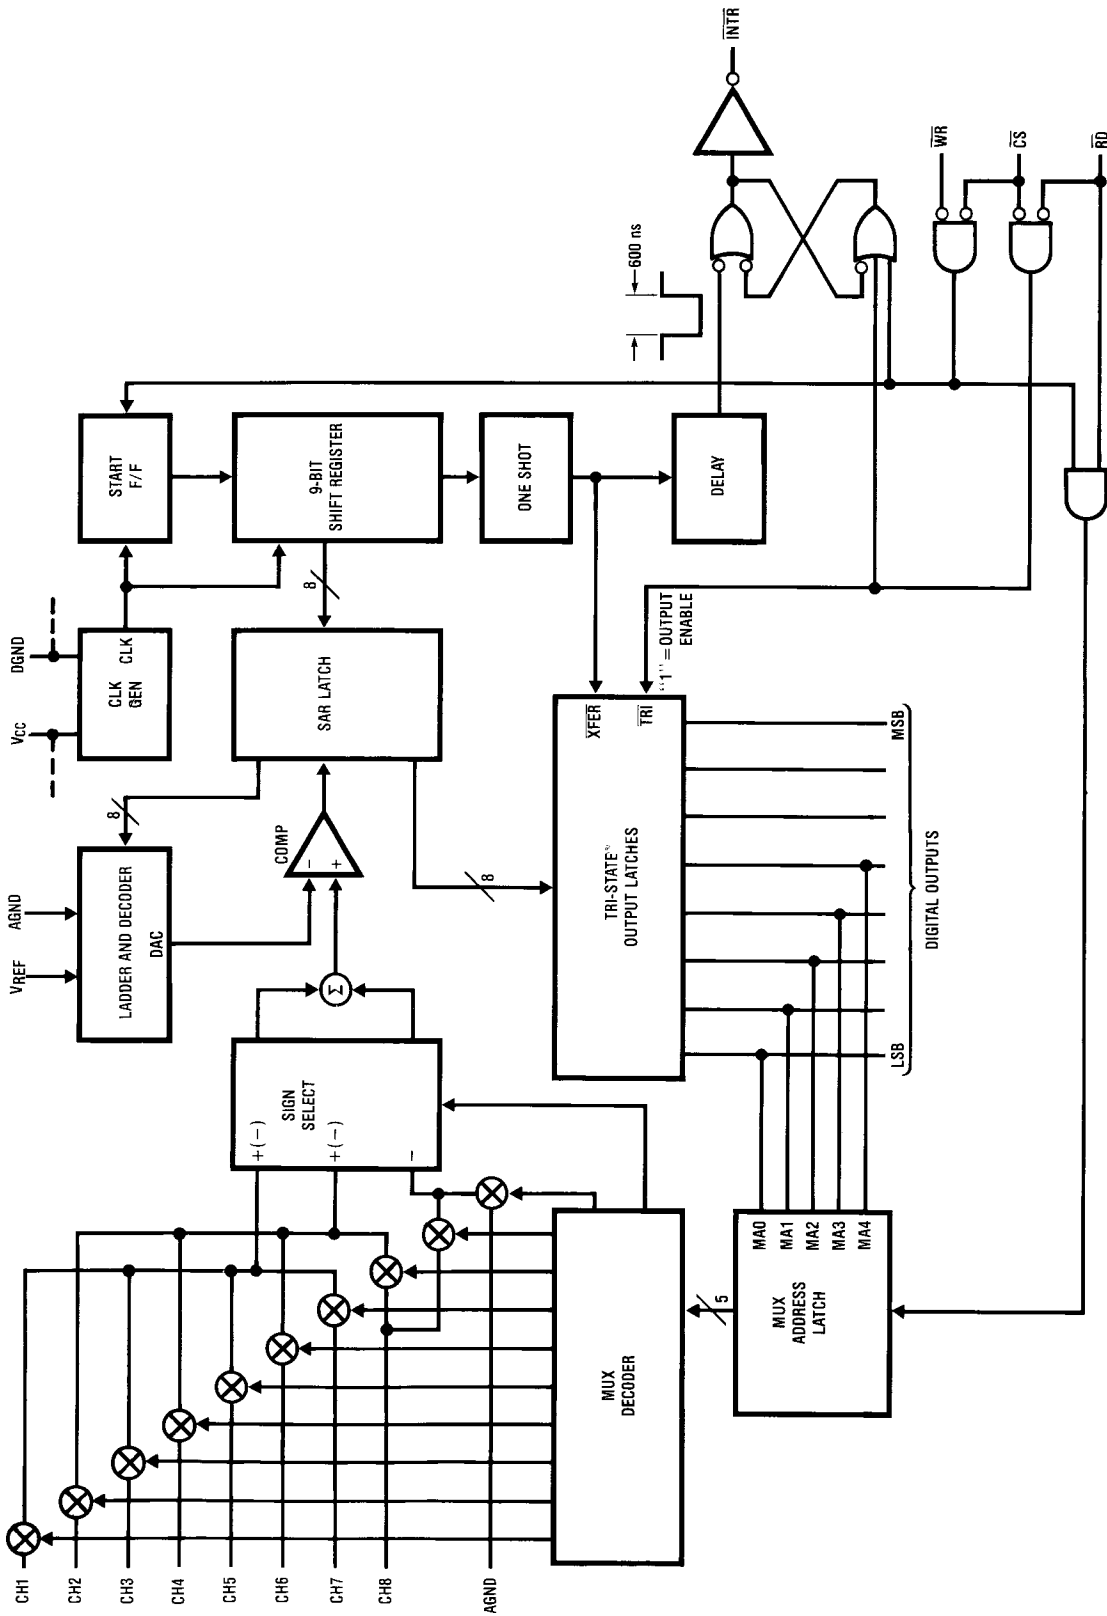 VREF
AGND
VCC
DGND
LADDER AND DECODER
DAC
CLK
GEN
CLK
START
F/F
8
COMP
-
+
Σ
SAR LATCH
8
9-BIT
SHIFT REGISTER
ONE SHOT
DELAY
600 ns
INTR
WR
CS
RD
SIGN
SELECT
+(−)
+(−)
−
CH1
CH2
CH3
CH4
CH5
CH6
CH7
CH8
AGND
MUX
DECODER
5
MUX
ADDRESS
LATCH
MA0
MA1
MA2
MA3
MA4
8
TRI-STATE®
OUTPUT LATCHES
XFER
TRI
"1" = OUTPUT
ENABLE
LSB
MSB
DIGITAL OUTPUTS